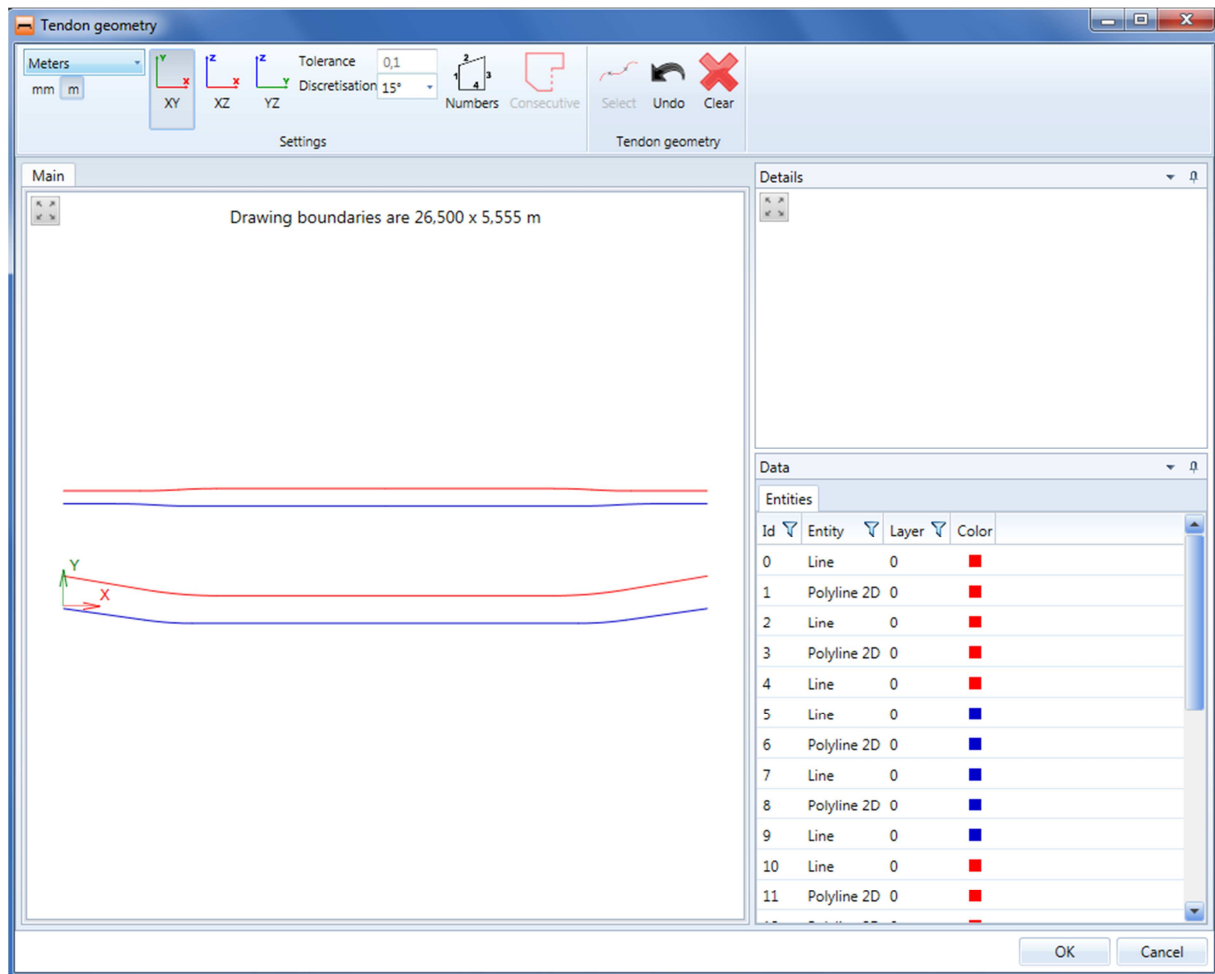 Tendon geometry
Meters
mm m
Y X XY
Z X XZ
Z Y YZ
Tolerance 0,1
Discretisation 15°
1 2 3 4 Numbers
Consecutive
Select
Undo
Clear
Settings
Tendon geometry
Main
Drawing boundaries are 26,500 x 5,555 m
Y
X
Details
Data
Entities
Id Entity Layer Color
0 Line 0
1 Polyline 2D 0
2 Line 0
3 Polyline 2D 0
4 Line 0
5 Line 0
6 Polyline 2D 0
7 Line 0
8 Polyline 2D 0
9 Line 0
10 Line 0
11 Polyline 2D 0
OK Cancel